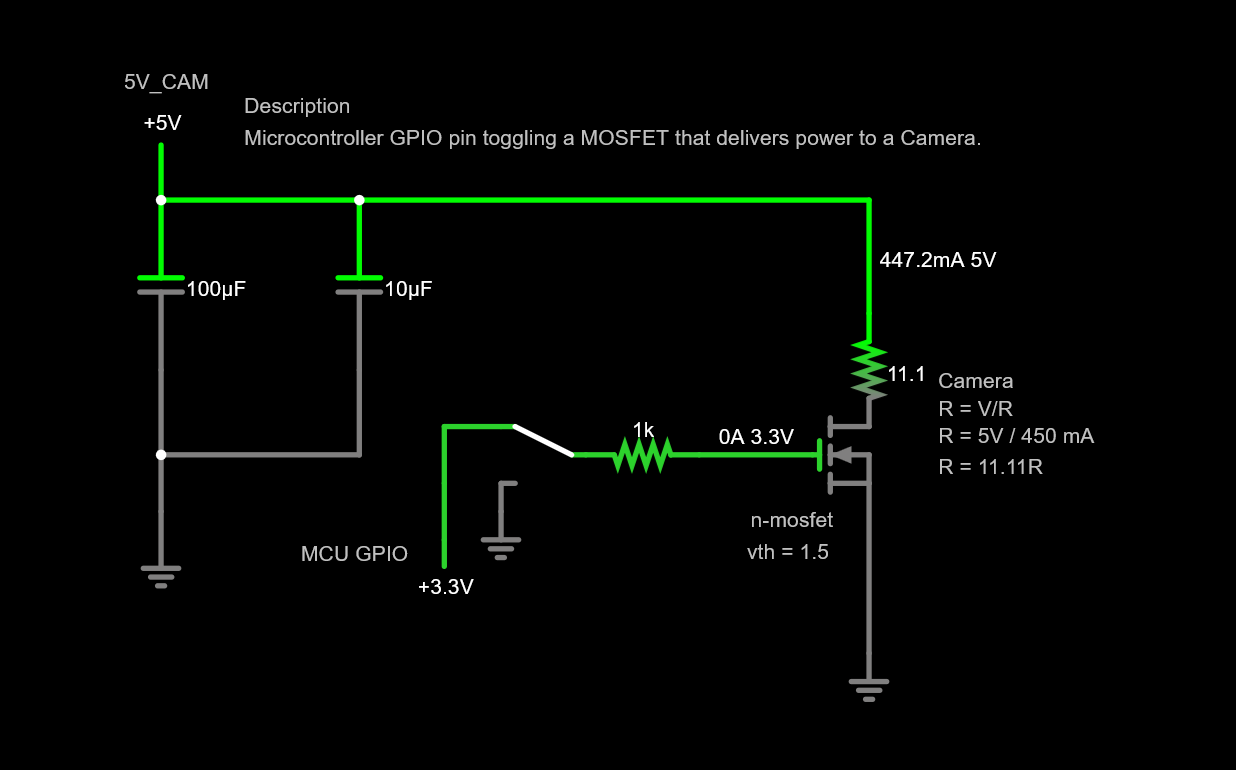 5V_CAM
+5V
Description
Microcontroller GPIO pin toggling a MOSFET that delivers power to a Camera.
447.2mA 5V
100μF
10μF
11.1
Camera
R = V/R
R = 5V / 450 mA
R = 11.11R
1k
0A 3.3V
n-mosfet
vth = 1.5
MCU GPIO
+3.3V